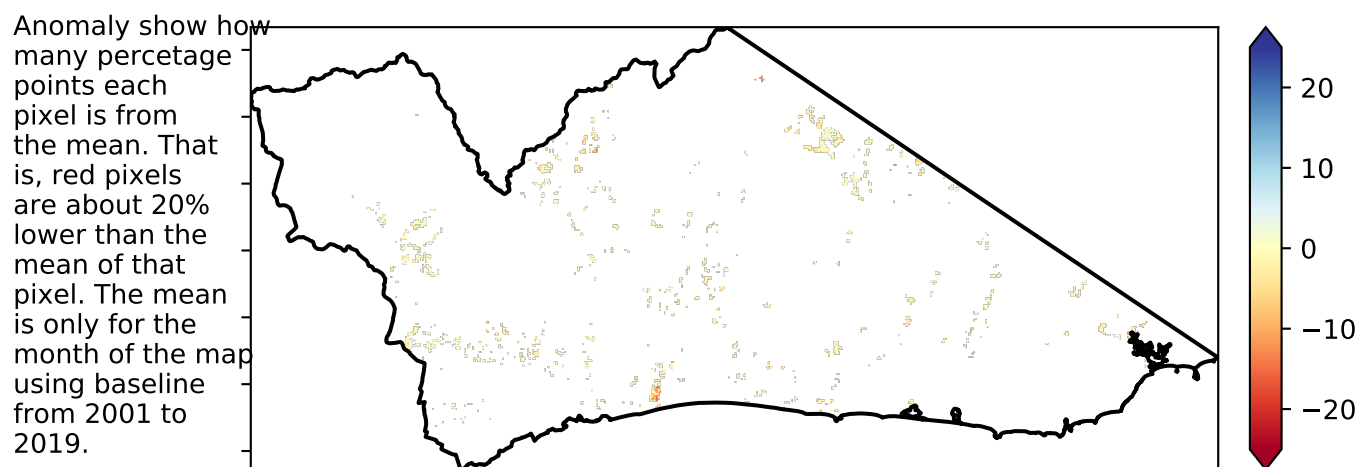 Anomaly show how
many percetage
points each
pixel is from
the mean. That
is, red pixels
are about 20%
lower than the
mean of that
pixel. The mean
is only for the
month of the map
using baseline
from 2001 to
2019.
20
10
0
−10
−20